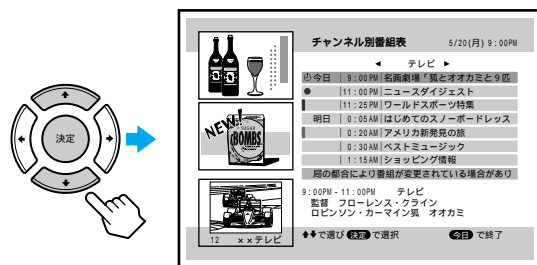 決定
NEW!
SUGAR
BOMBS
12 ××テレビ
チャンネル別番組表 5/20(月) 9:00PM
◄ テレビ ►
今日 9:00PM 名画劇場「狐とオオカミと9匹
11:00PM ニュースダイジェスト
11:25PM ワールドスポーツ特集
明日 0:05AM はじめてのスノーボードレッス
0:20AM アメリカ新発見の旅
0:30AM ベストミュージック
1:15AM ショッピング情報
局の都合により番組が変更されている場合があり
9:00PM-11:00PM テレビ
監督 フローレンス・クライン
ロビンソン・カーマイン狐 オオカミ
♦♦で選び 決定 で選択 今日 で終了